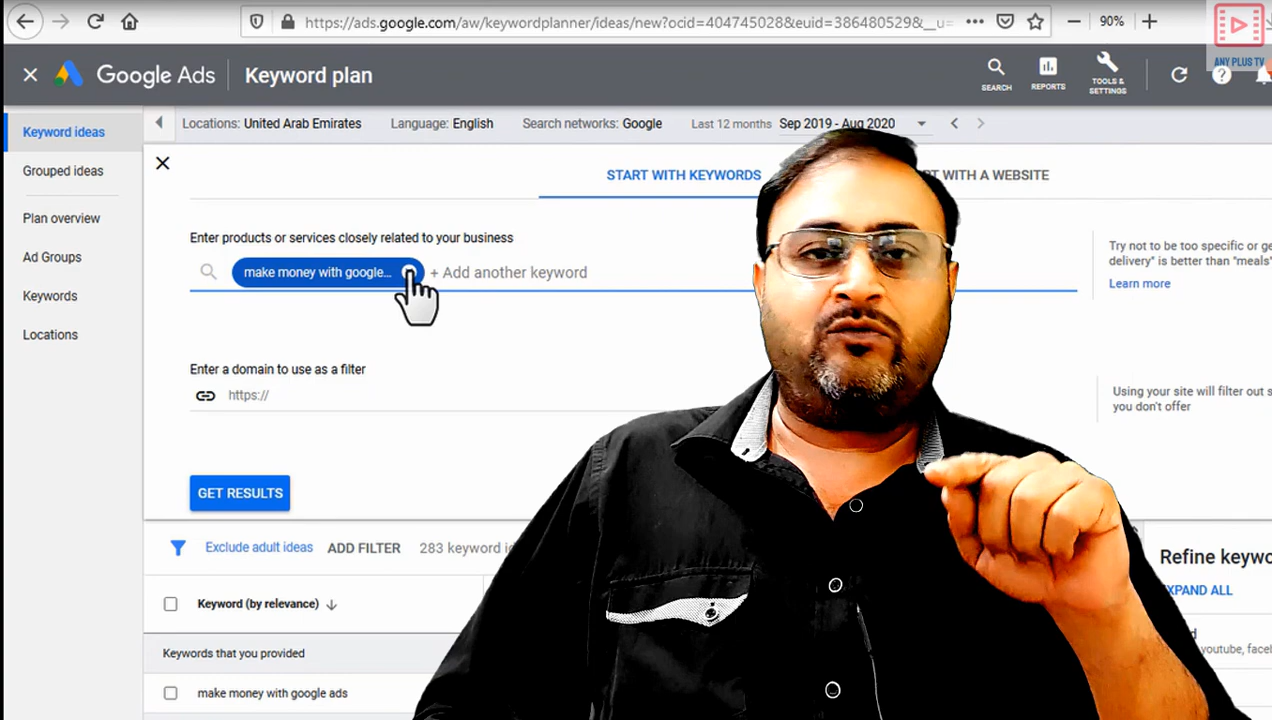 https://ads.google.com/aw/keywordplanner/ideas/new?ocid=404745028&euid=386480529&__u=
90%
ANY PLUS TV
Google Ads
Keyword plan
SEARCH
REPORTS
TOOLS &
SETTINGS
Keyword ideas
Grouped ideas
Plan overview
Ad Groups
Keywords
Locations
Locations: United Arab Emirates Language: English Search networks: Google Last 12 months Sep 2019 - Aug 2020
START WITH KEYWORDS
WITH A WEBSITE
Enter products or services closely related to your business
make money with google... + Add another keyword
Try not to be too specific or
delivery" is better than "meals"
Learn more
Enter a domain to use as a filter
https://
Using your site will filter out
you don't offer
GET RESULTS
Exclude adult ideas ADD FILTER 283 keyword
Refine
EXPAND ALL
Keyword (by relevance)
youtube,
Keywords that you provided
make money with google ads